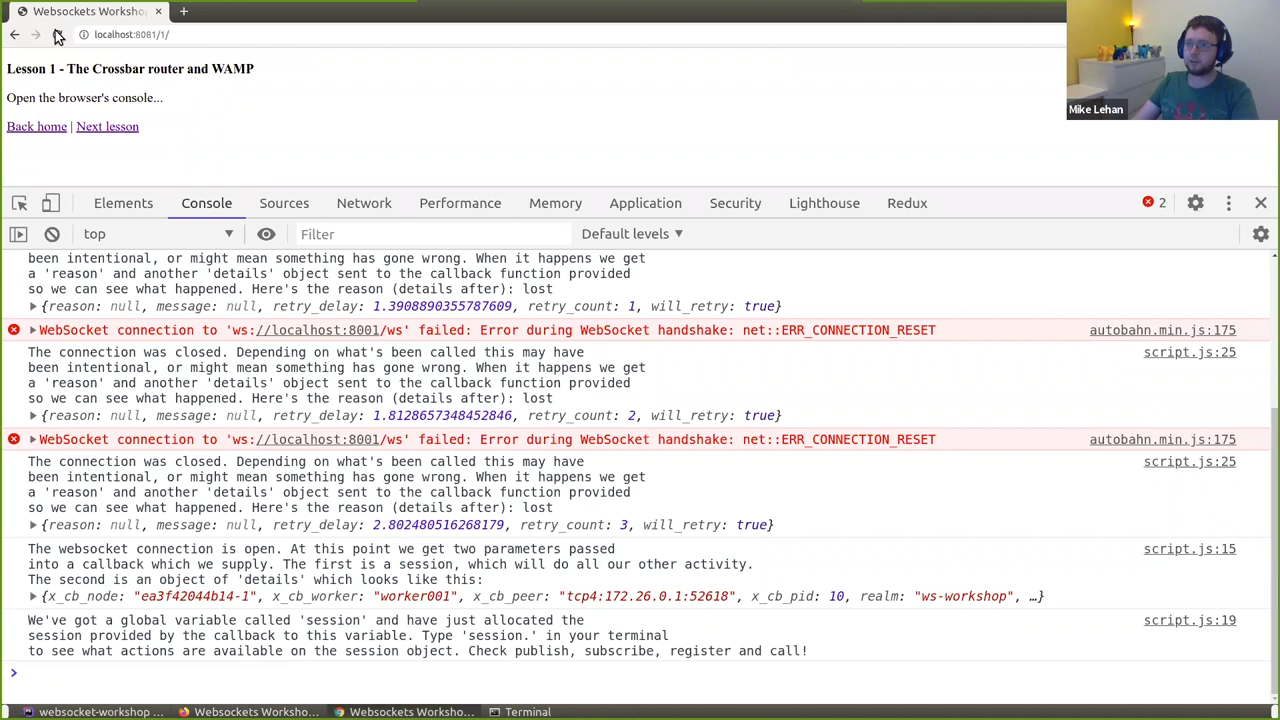 Websockets Workshop
localhost:8081/1/
Mike Lehan
Lesson 1 - The Crossbar router and WAMP
Open the browser's console...
Back home | Next lesson
Elements Console Sources Network Performance Memory Application Security Lighthouse Redux 2
top Filter Default levels
been intentional, or might mean something has gone wrong. When it happens we get
a 'reason' and another 'details' object sent to the callback function provided
so we can see what happened. Here's the reason (details after): lost
{reason: null, message: null, retry_delay: 1.3908890355787609, retry_count: 1, will_retry: true}
WebSocket connection to 'ws://localhost:8001/ws' failed: Error during WebSocket handshake: net::ERR_CONNECTION_RESET autobahn.min.js:175
The connection was closed. Depending on what's been called this may have script.js:25
been intentional, or might mean something has gone wrong. When it happens we get
a 'reason' and another 'details' object sent to the callback function provided
so we can see what happened. Here's the reason (details after): lost
{reason: null, message: null, retry_delay: 1.8128657348452846, retry_count: 2, will_retry: true}
WebSocket connection to 'ws://localhost:8001/ws' failed: Error during WebSocket handshake: net::ERR_CONNECTION_RESET autobahn.min.js:175
The connection was closed. Depending on what's been called this may have script.js:25
been intentional, or might mean something has gone wrong. When it happens we get
a 'reason' and another 'details' object sent to the callback function provided
so we can see what happened. Here's the reason (details after): lost
{reason: null, message: null, retry_delay: 2.802480516268179, retry_count: 3, will_retry: true}
The websocket connection is open. At this point we get two parameters passed script.js:15
into a callback which we supply. The first is a session, which will do all our other activity.
The second is an object of 'details' which looks like this:
{x_cb_node: "ea3f42044b14-1", x_cb_worker: "worker001", x_cb_peer: "tcp4:172.26.0.1:52618", x_cb_pid: 10, realm: "ws-workshop", …}
We've got a global variable called 'session' and have just allocated the script.js:19
session provided by the callback to this variable. Type 'session.' in your terminal
to see what actions are available on the session object. Check publish, subscribe, register and call!
websocket-workshop ... Websockets Worksho... Websockets Worksho... Terminal